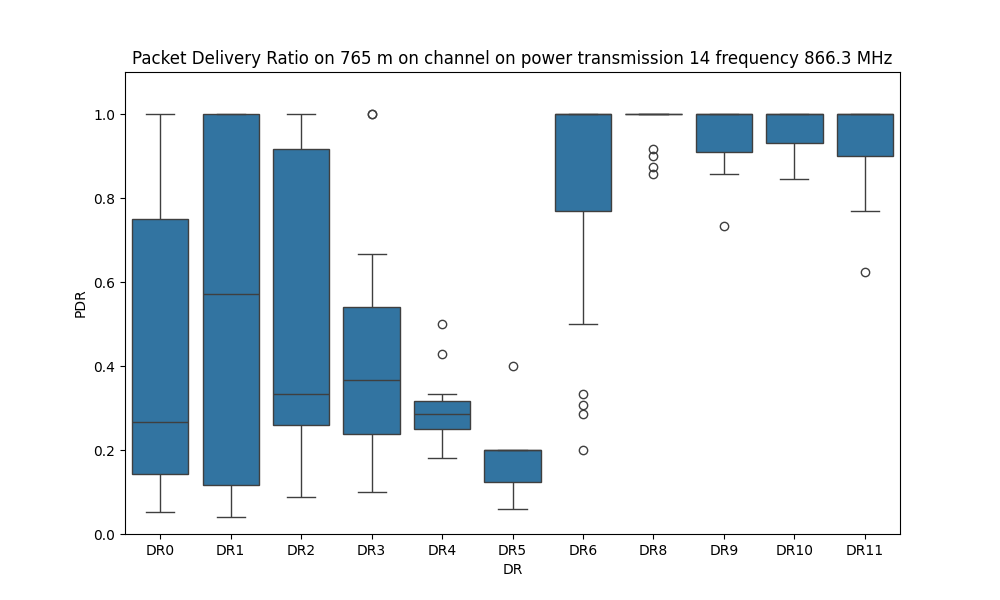 Packet Delivery Ratio on 765 m on channel on power transmission 14 frequency 866.3 MHz
PDR
1.0
0.8
0.6
0.4
0.2
0.0
DR0 DR1 DR2 DR3 DR4 DR5 DR6 DR8 DR9 DR10 DR11
DR